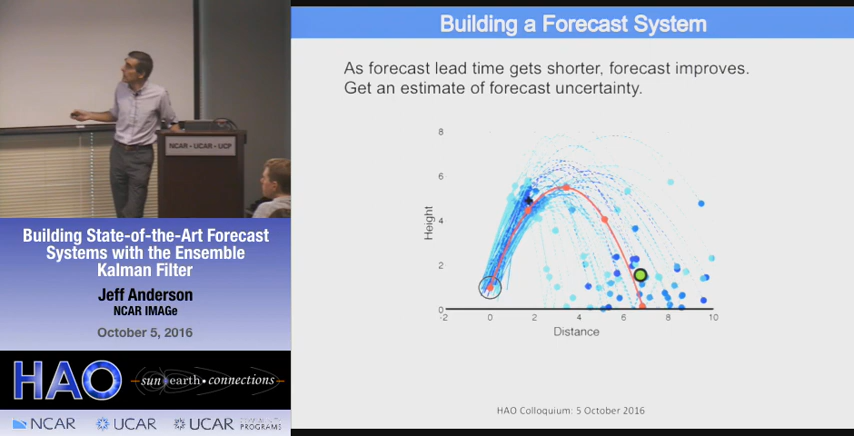 Building a Forecast System
As forecast lead time gets shorter, forecast improves.
Get an estimate of forecast uncertainty.
8
6
4
2
0
Height
-2 0 2 4 6 8 10
Distance
HAO Colloquium: 5 October 2016
NCAR • UCAR • UCP
Building State-of-the-Art Forecast
Systems with the Ensemble
Kalman Filter
Jeff Anderson
NCAR IMAGe
October 5, 2016
HAO
sun earth • connections
NCAR UCAR UCAR COMMUNITY
PROGRAMS